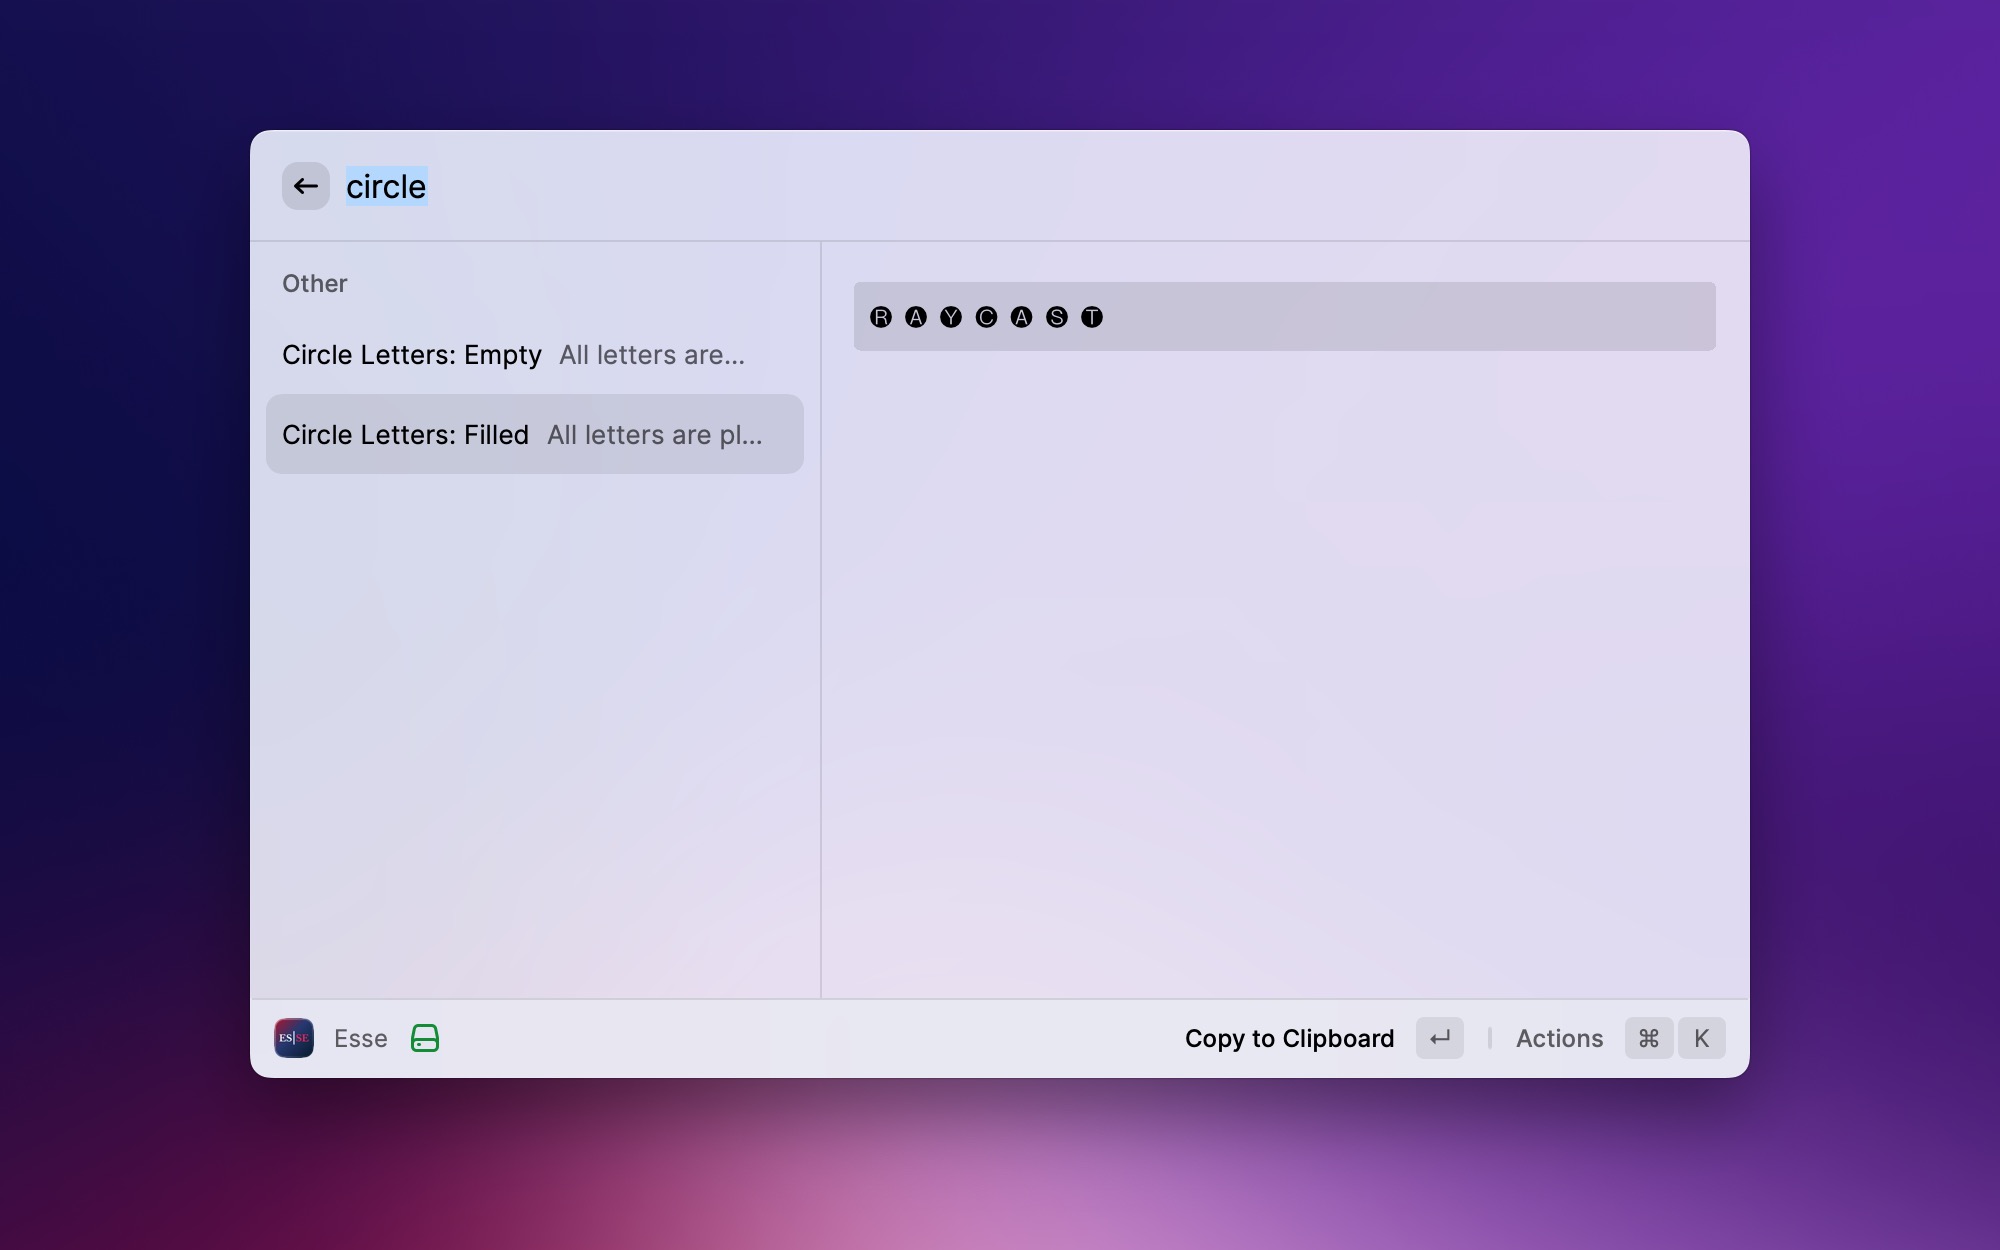 circle
Other
Circle Letters: Empty All letters are...
Circle Letters: Filled All letters are pl...
🅡 🅐 🅨 🅒 🅐 🅢 🅣
ES|SE Esse
Copy to Clipboard ↵ | Actions ⌘ K